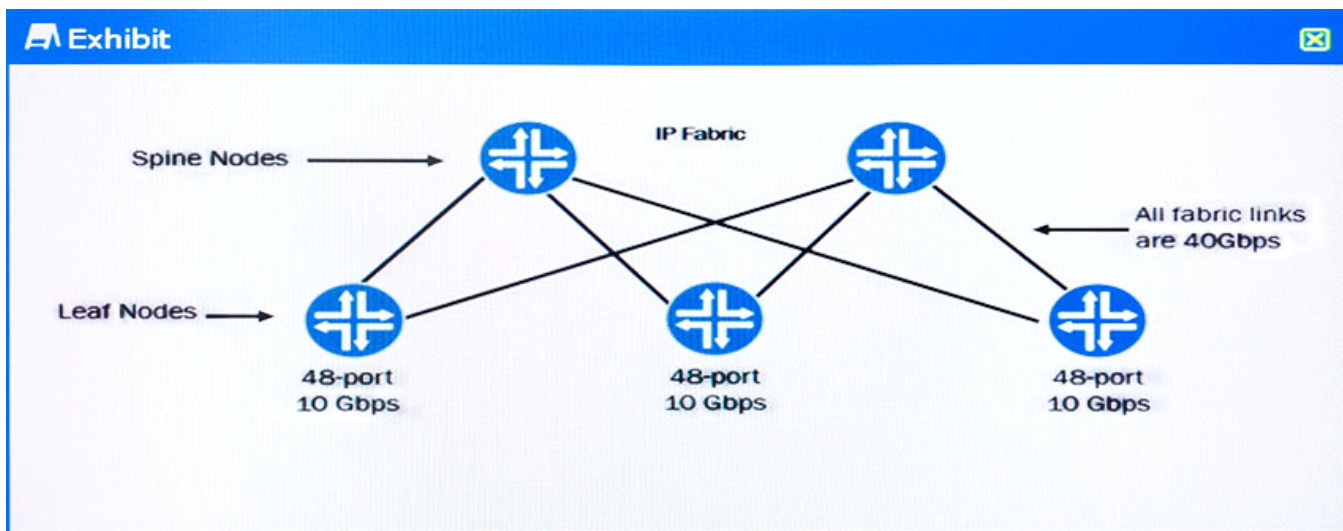 Exhibit
IP Fabric
Spine Nodes
All fabric links
are 40Gbps
Leaf Nodes
48-port
10 Gbps
48-port
10 Gbps
48-port
10 Gbps